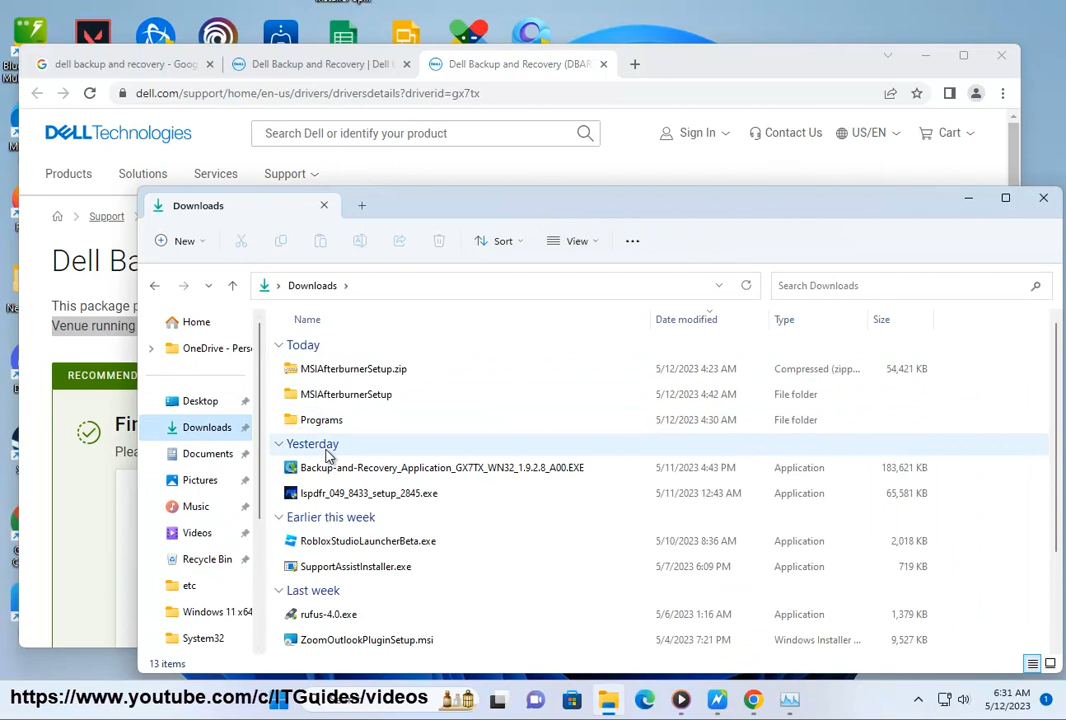 dell backup and recovery - Goog
Dell Backup and Recovery | Dell
Dell Backup and Recovery (DBAR
dell.com/support/home/en-us/drivers/driversdetails?driverid=gx7tx
DELLTechnologies
Search Dell or identify your product
Sign In
Contact Us
US/EN
Cart
Products
Solutions
Services
Support
Support
Dell Ba
This package p
Venue running
RECOMMEND
Fir
Plea
Downloads
New
Sort
View
Downloads
Search Downloads
Home
OneDrive - Pers
Desktop
Downloads
Documents
Pictures
Music
Videos
Recycle Bin
etc
Windows 11 x64
System32
Name
Date modified
Type
Size
Today
MSIAfterburnerSetup.zip
5/12/2023 4:23 AM
Compressed (zipp...
54,421 KB
MSIAfterburnerSetup
5/12/2023 4:42 AM
File folder
Programs
5/12/2023 4:30 AM
File folder
Yesterday
Backup-and-Recovery_Application_GX7TX_WN32_1.9.2.8_A00.EXE
5/11/2023 4:43 PM
Application
183,621 KB
lspdfr_049_8433_setup_2845.exe
5/11/2023 12:43 AM
Application
65,581 KB
Earlier this week
RobloxStudioLauncherBeta.exe
5/10/2023 8:36 AM
Application
2,018 KB
SupportAssistInstaller.exe
5/7/2023 6:09 PM
Application
719 KB
Last week
rufus-4.0.exe
5/6/2023 1:16 AM
Application
1,379 KB
ZoomOutlookPluginSetup.msi
5/4/2023 7:21 PM
Windows Installer ...
9,527 KB
13 items
https://www.youtube.com/c/ITGuides/videos
6:31 AM
5/12/2023
1